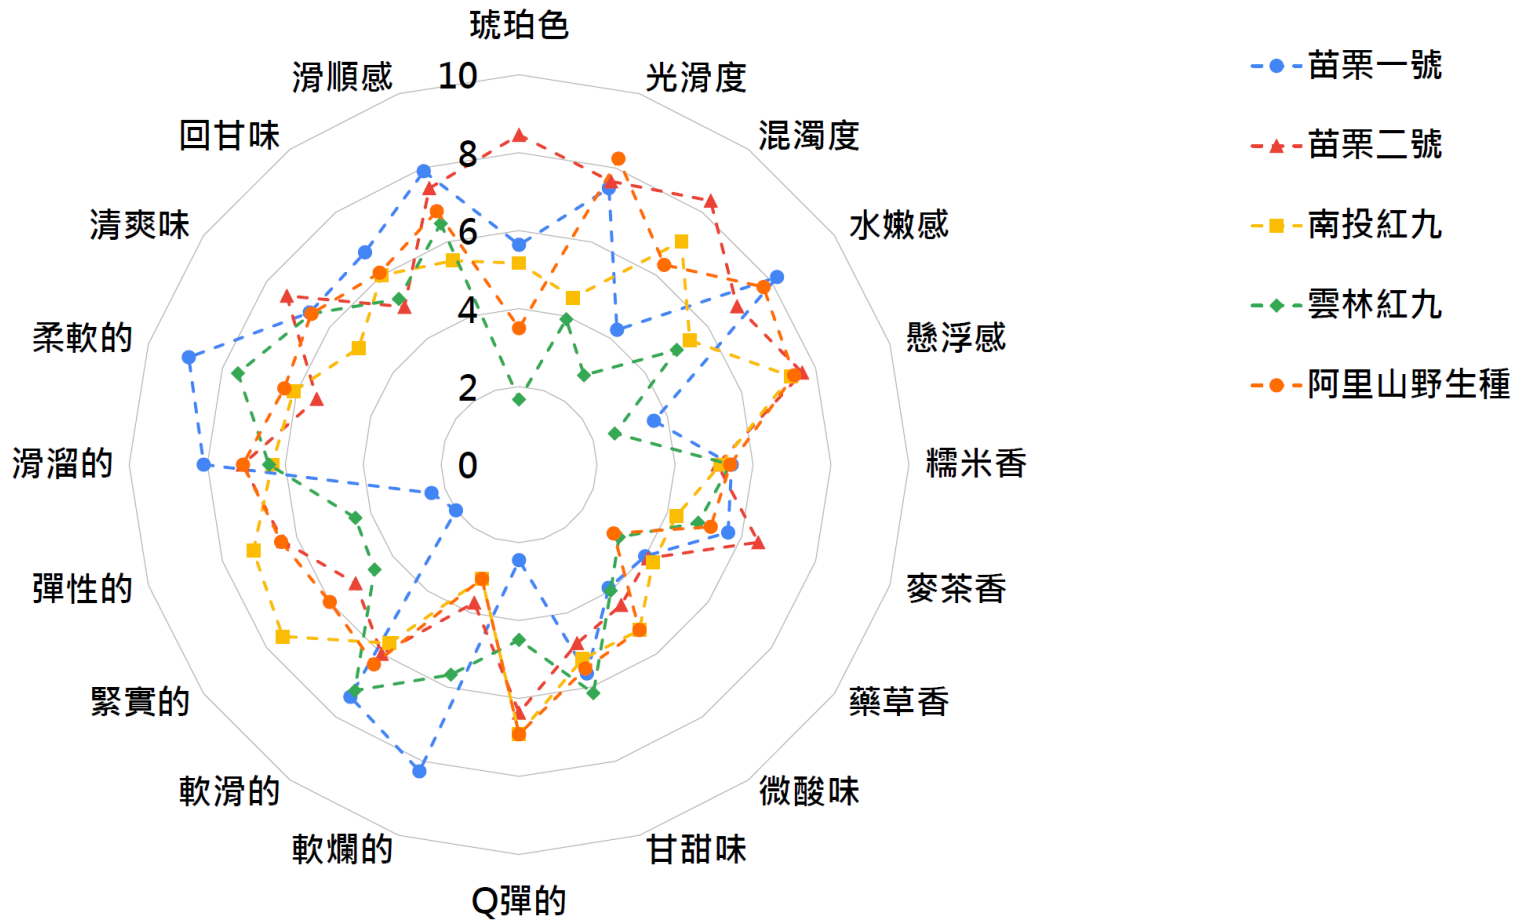 琥珀色
滑順感
10
光滑度
苗栗一號
回甘味
混濁度
8
苗栗二號
清爽味
6
水嫩感
南投紅九
柔軟的
4
懸浮感
雲林紅九
2
阿里山野生種
滑溜的
0
糯米香
彈性的
麥茶香
緊實的
藥草香
軟滑的
微酸味
軟爛的
甘甜味
Q彈的